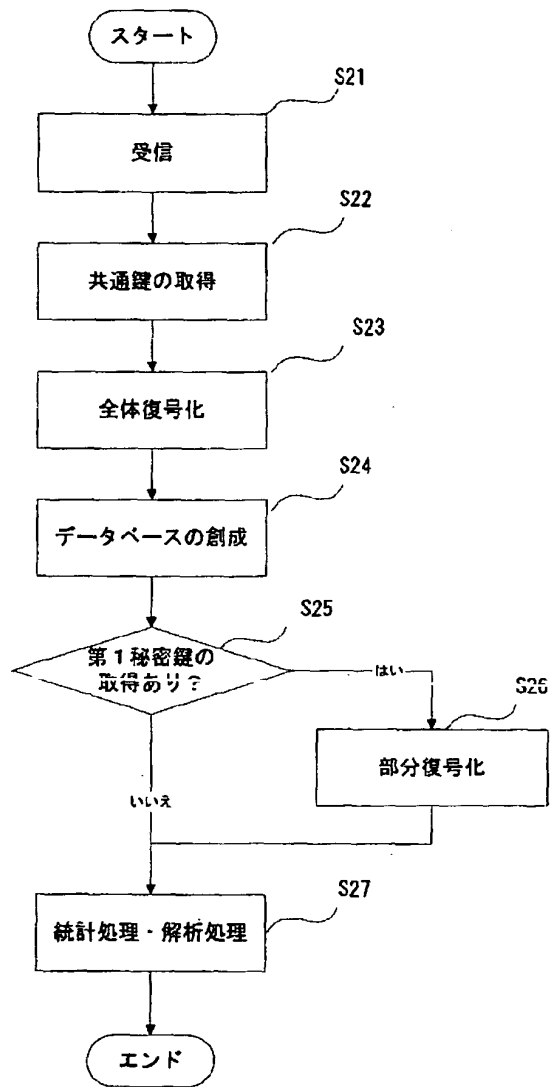 スタート
S21
受信
S22
共通鍵の取得
S23
全体復号化
S24
データベースの創成
S25
第1秘密鍵の
取得あり?
はい
S26
部分復号化
いいえ
S27
統計処理・解析処理
エンド